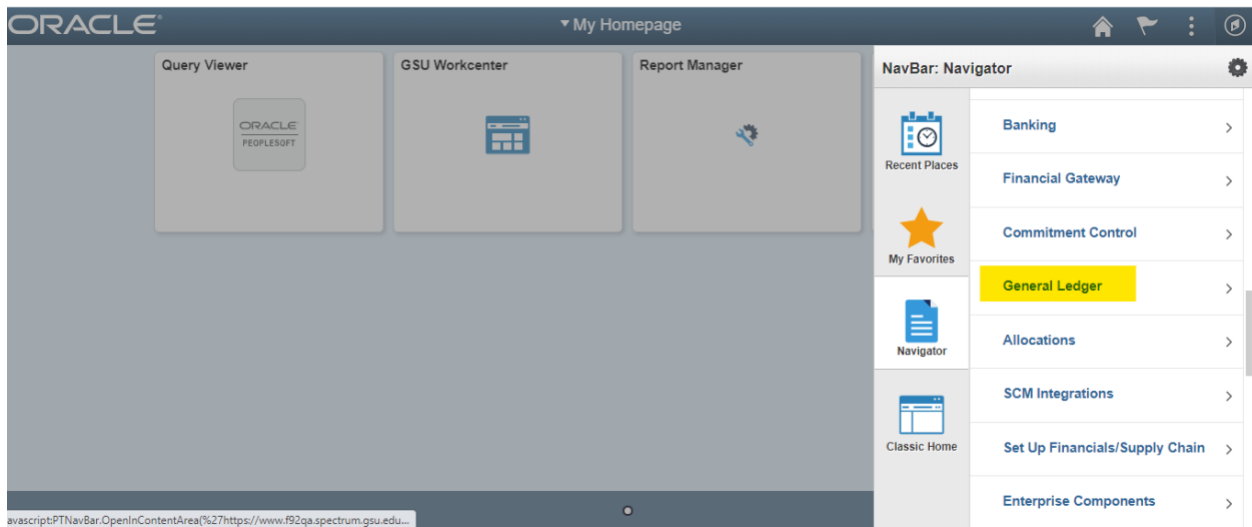 ORACLE
My Homepage
Query Viewer
ORACLE
PEOPLESOFT
GSU Workcenter
Report Manager
NavBar: Navigator
Recent Places
My Favorites
Navigator
Classic Home
Banking
Financial Gateway
Commitment Control
General Ledger
Allocations
SCM Integrations
Set Up Financials/Supply Chain
Enterprise Components
avascript:PTNavBar.OpenInContentArea(%27https://www.f92qa.spectrum.gsu.edu...